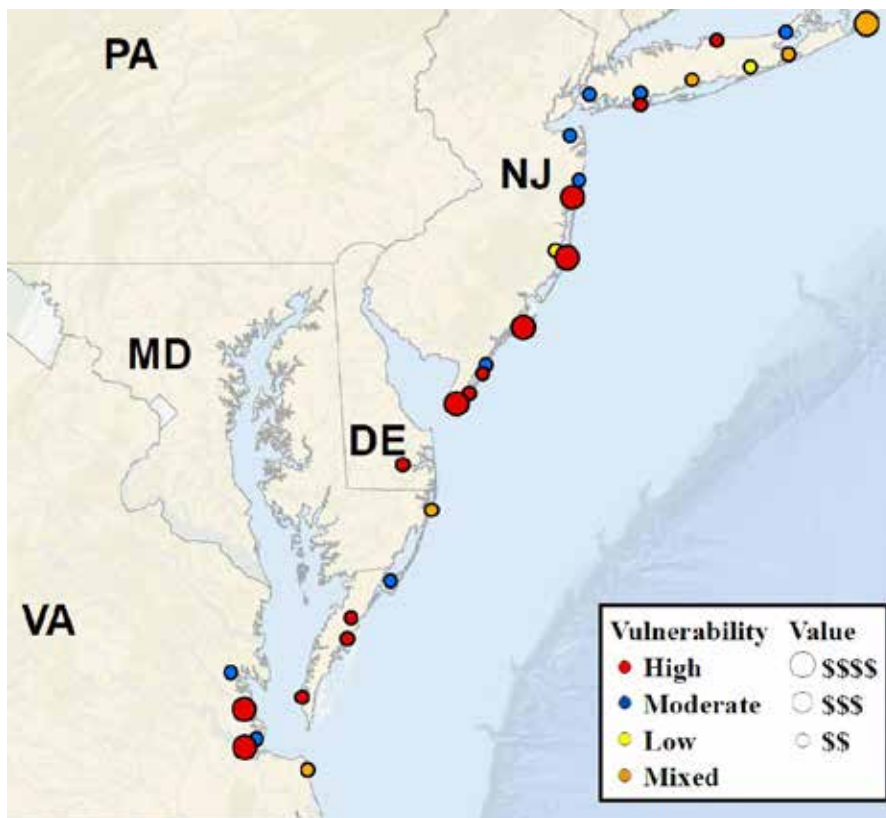 PA
NJ
MD
DE
VA
Vulnerability Value
High $$$$
Moderate $$$
Low $$
Mixed